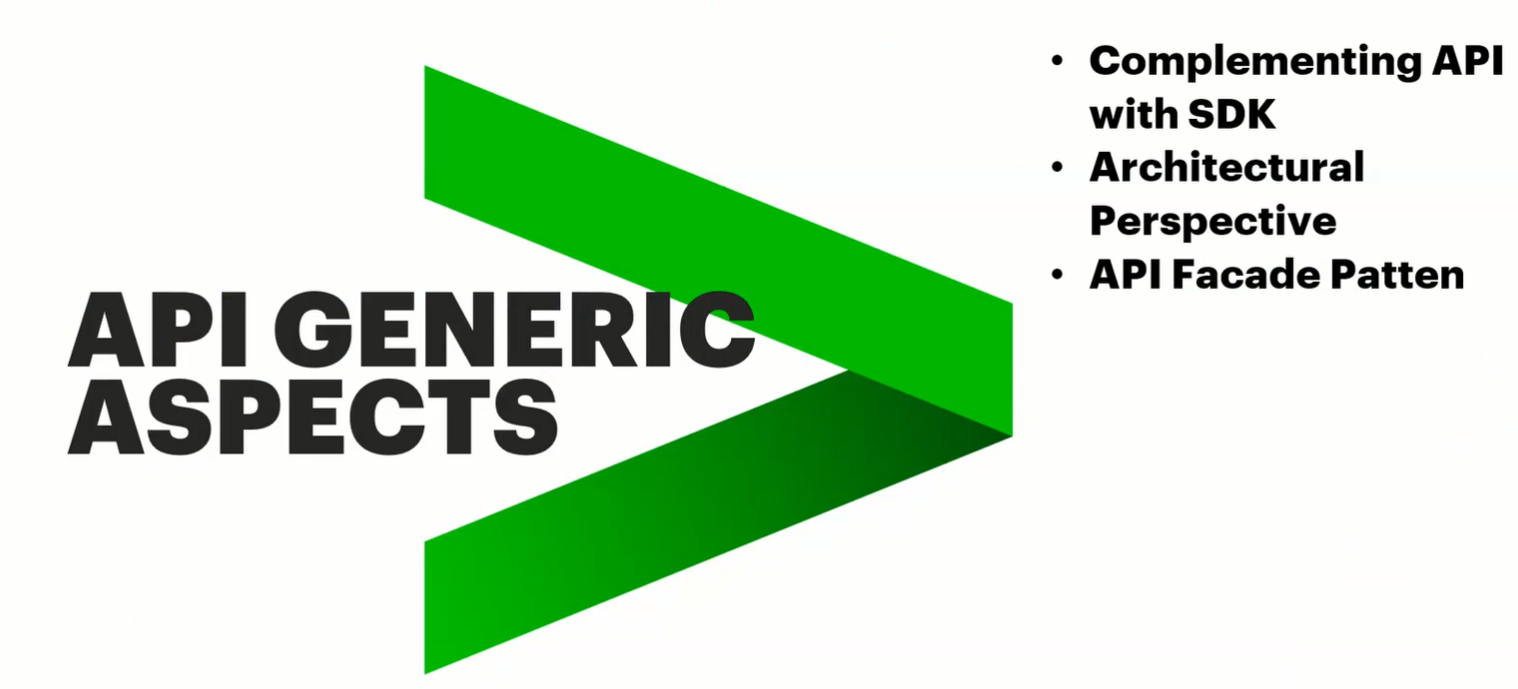 API GENERIC
ASPECTS
• Complementing API
with SDK
• Architectural
Perspective
• API Facade Patten